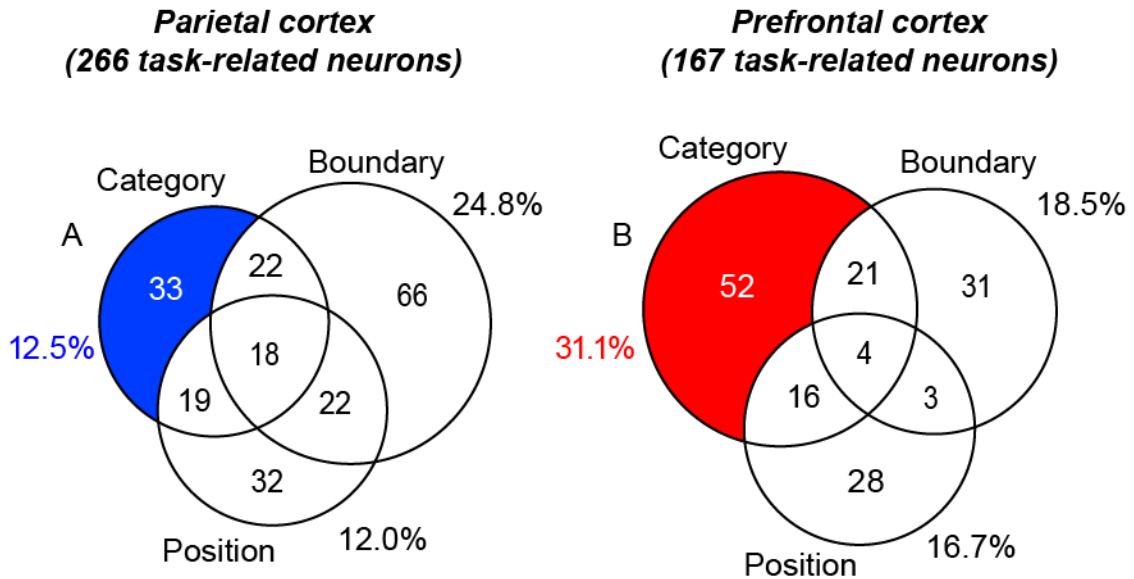 Parietal cortex
(266 task-related neurons)
Category
Boundary
24.8%
A
33
22
66
12.5%
18
19
22
32
Position
12.0%
Prefrontal cortex
(167 task-related neurons)
Category
Boundary
18.5%
B
52
21
31
31.1%
4
16
3
28
Position
16.7%